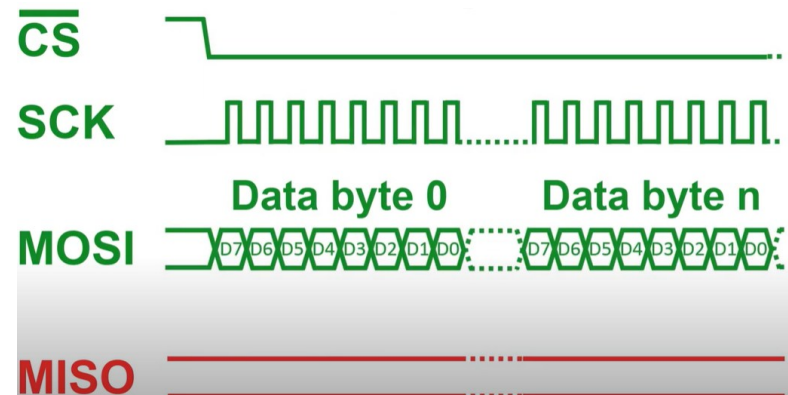 CS
SCK
Data byte 0 Data byte n
MOSI D7 D6 D5 D4 D3 D2 D1 D0 D7 D6 D5 D4 D3 D2 D1 D0
MISO